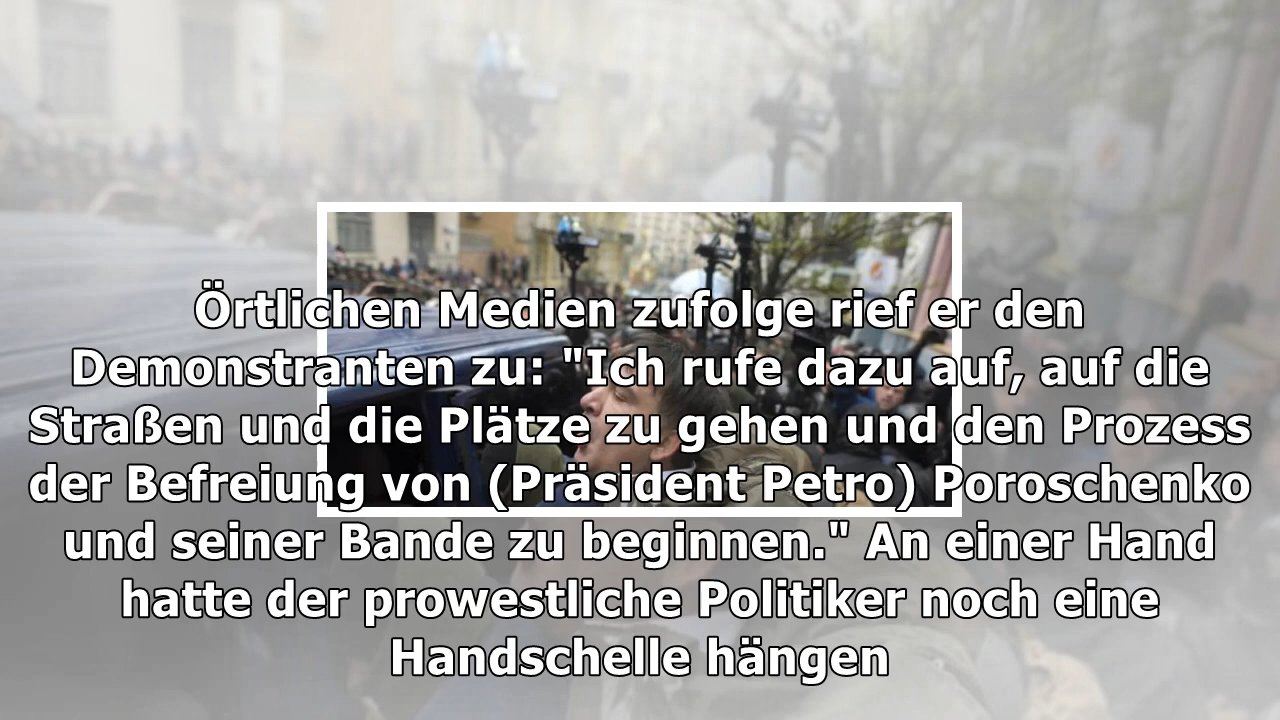 Örtlichen Medien zufolge rief er den
Demonstranten zu: "Ich rufe dazu auf, auf die
Straßen und die Plätze zu gehen und den Prozess
der Befreiung von (Präsident Petro) Poroschenko
und seiner Bande zu beginnen." An einer Hand
hatte der prowestliche Politiker noch eine
Handschelle hängen